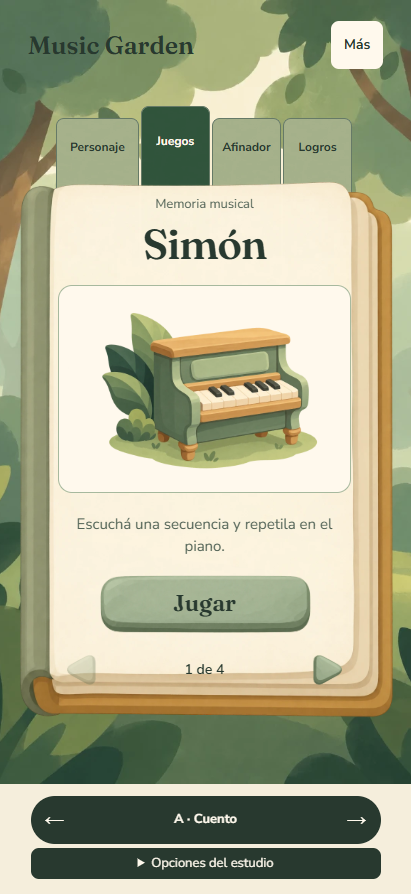 Music Garden
Más
Personaje
Juegos
Afinador
Logros
Memoria musical
Simón
Escuchá una secuencia y repetila en el
piano.
Jugar
1 de 4
← A · Cuento →
▶ Opciones del estudio